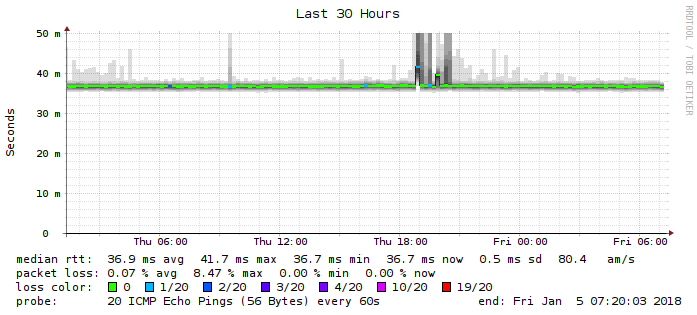 Last 30 Hours
RRDTOOL / TOBI OETIKER
Seconds
50 m
40 m
30 m
20 m
10 m
0
Thu 06:00 Thu 12:00 Thu 18:00 Fri 00:00 Fri 06:00
median rtt: 36.9 ms avg 41.7 ms max 36.7 ms min 36.7 ms now 0.5 ms sd 80.4 am/s
packet loss: 0.07 % avg 8.47 % max 0.00 % min 0.00 % now
loss color: 0 1/20 2/20 3/20 4/20 10/20 19/20
probe: 20 ICMP Echo Pings (56 Bytes) every 60s end: Fri Jan 5 07:20:03 2018